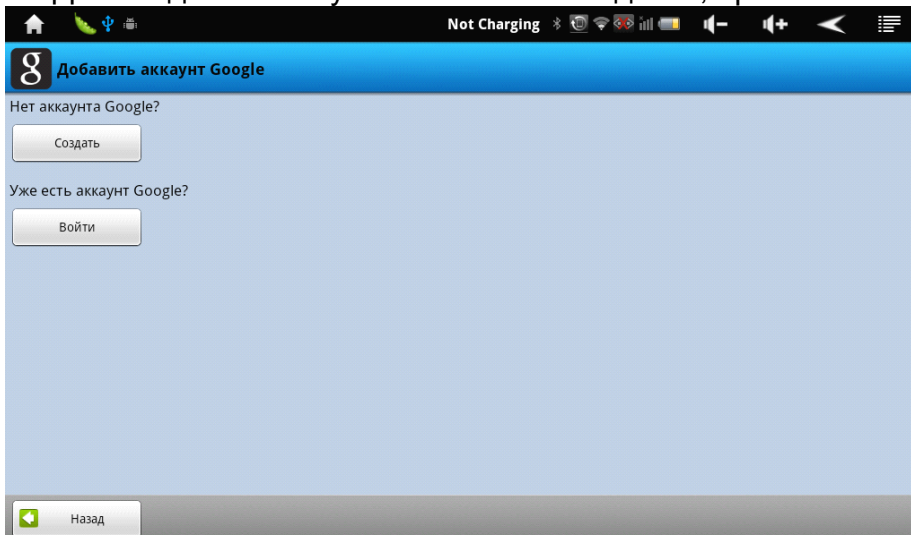 Not Charging
g Добавить аккаунт Google
Нет аккаунта Google?
Создать
Уже есть аккаунт Google?
Войти
Назад